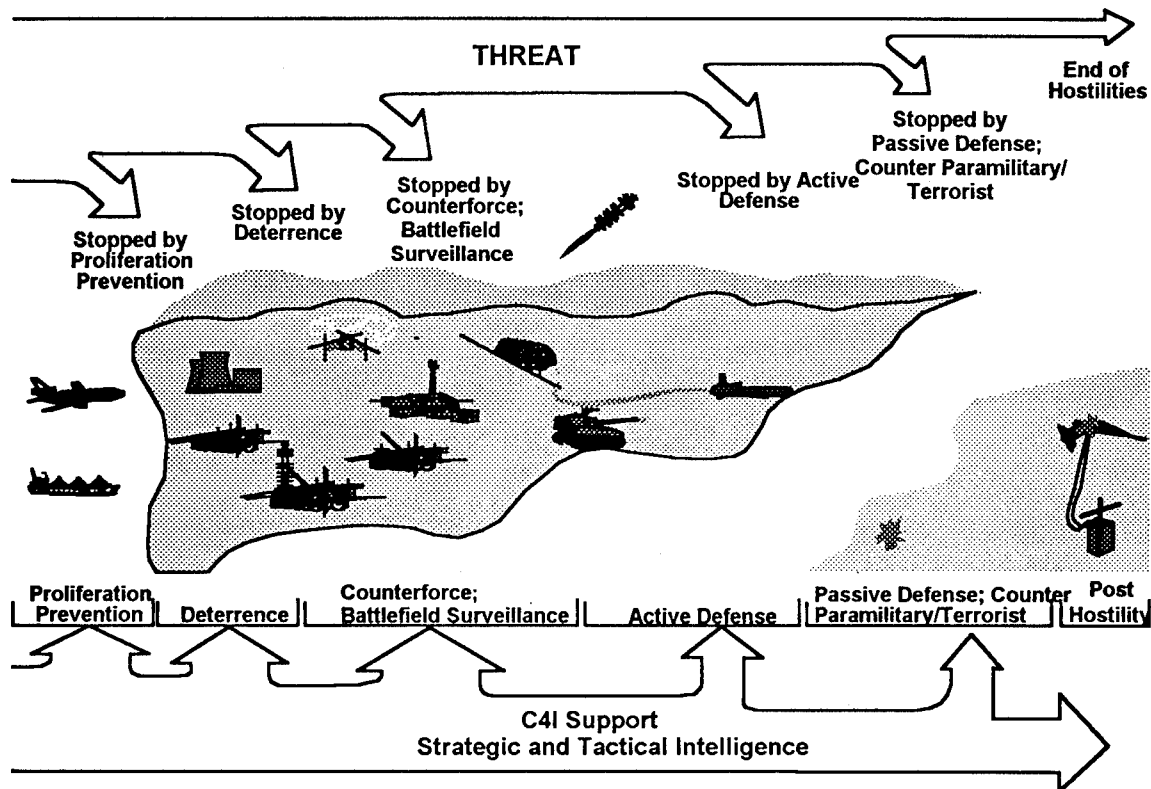 THREAT
End of
Hostilities
Stopped by
Passive Defense;
Counter Paramilitary/
Terrorist
Stopped by Active
Defense
Stopped by
Counterforce;
Battlefield
Surveillance
Stopped by
Deterrence
Stopped by
Proliferation
Prevention
Proliferation
Prevention
Deterrence
Counterforce;
Battlefield Surveillance
Active Defense
Passive Defense; Counter
Paramilitary/Terrorist
Post
Hostility
C4I Support
Strategic and Tactical Intelligence